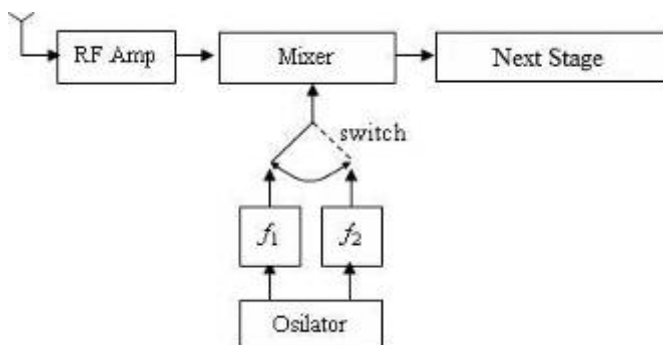 RF Amp
Mixer
Next Stage
switch
f1
f2
Osilator